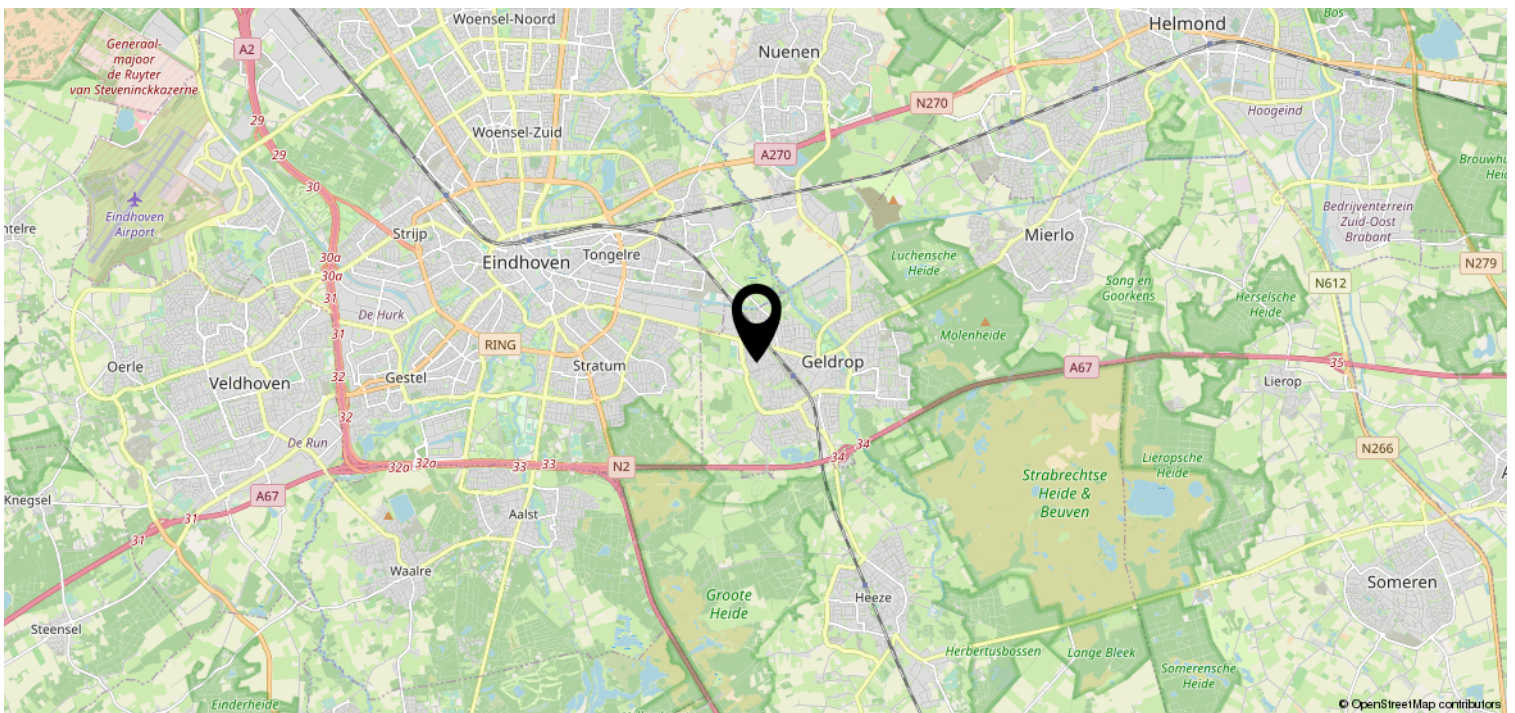 Woensel-Noord
Helmond
Bos
Generaal-
majoor
de Ruyter
van Steveninckkazerne
A2
Nuenen
N270
29
Woensel-Zuid
Hoogeind
29
A270
30
Eindhoven
Airport
Strijp
Bedrijventerrein
Zuid-Oost
Brabant
ntelre
Mierlo
30a
Eindhoven
Tongelre
Luchensche
Heide
N279
30a
Sang en
Goorkens
N612
31
De Hurk
Herselsche
Heide
31
RING
Molenheide
Oerle
Veldhoven
32
Gestel
Stratum
Geldrop
A67
35
Lierop
32
De Run
34
34
N266
32a
32a
33
33
N2
Lieropsche
Heide
Strabrechtse
Heide &
Beuven
Knegsel
A67
31
31
Aalst
Waalre
Someren
Groote
Heide
Heeze
Steensel
Herbertusbossen
Lange Bleek
Somerensche
Heide
Einderheide
© OpenStreetMap contributors